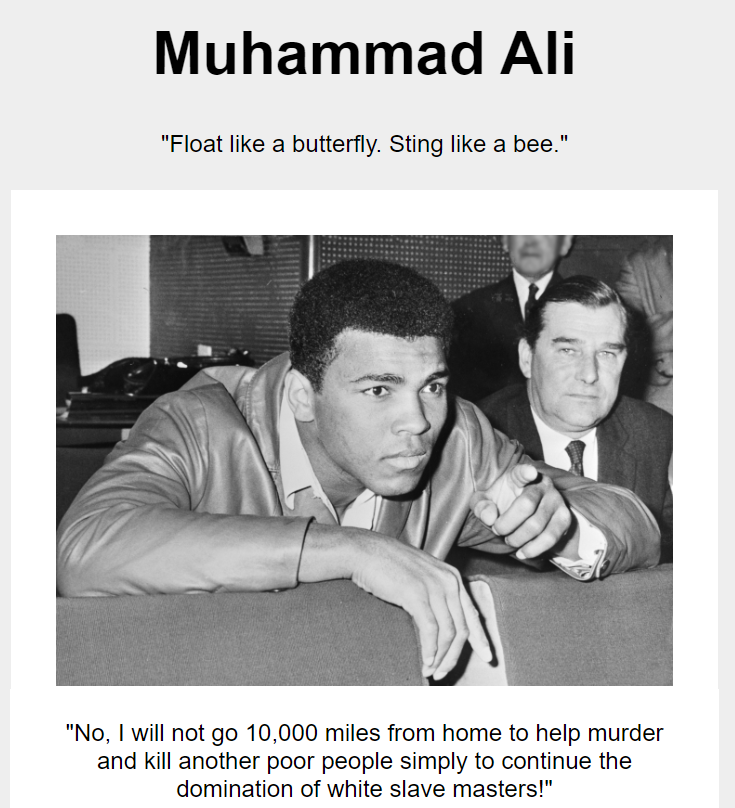 Muhammad Ali
"Float like a butterfly. Sting like a bee."
"No, I will not go 10,000 miles from home to help murder
and kill another poor people simply to continue the
domination of white slave masters!"